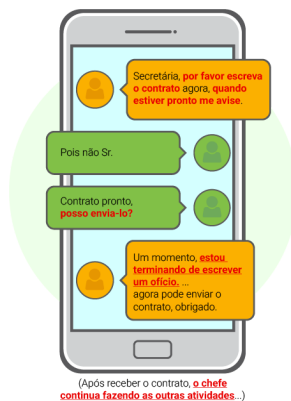 Secretária, por favor escreva
o contrato agora, quando
estiver pronto me avise.
Pois não Sr.
Contrato pronto,
posso envia-lo?
Um momento, estou
terminando de escrever
um ofício. ...
agora pode enviar o
contrato, obrigado.
(Após receber o contrato, o chefe
continua fazendo as outras atividades...)